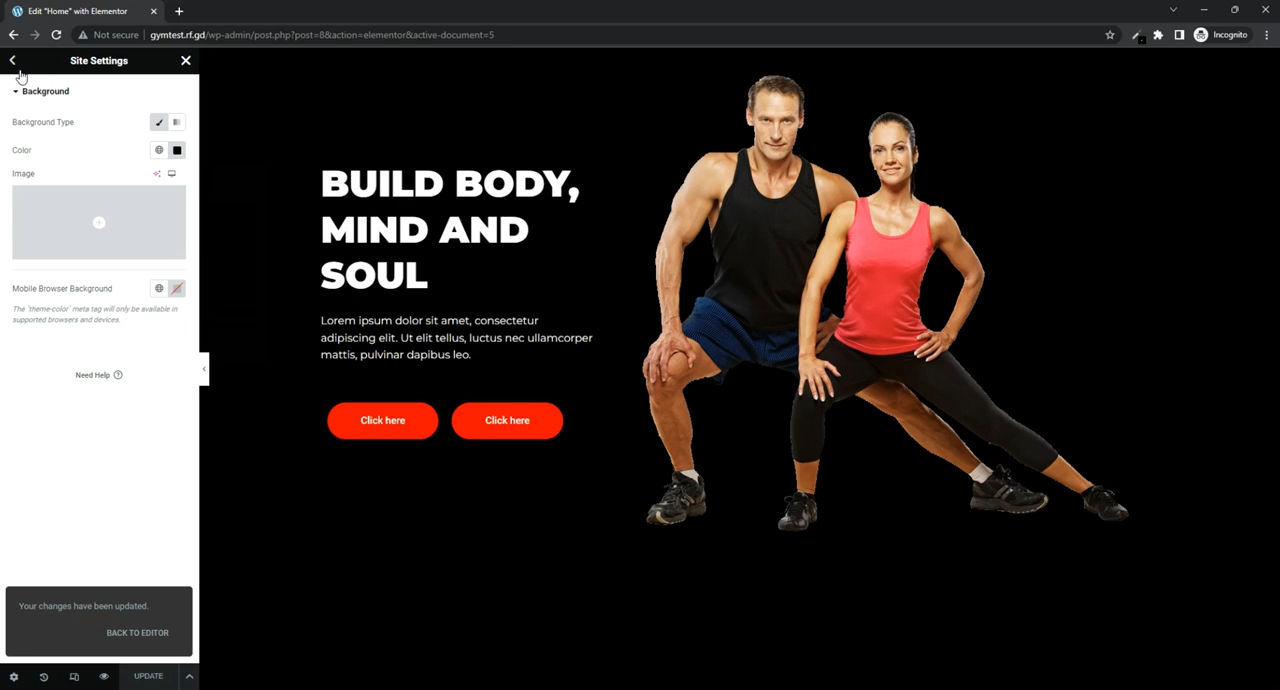 Edit "Home" with Elementor
Not secure
gymtest.rf.gd/wp-admin/post.php?post=8&action=elementor&active-document=5
Incognito
Site Settings
Background
Background Type
Color
Image
Mobile Browser Background
The `theme-color` meta tag will only be available in
supported browsers and devices.
Need Help
Your changes have been updated.
BACK TO EDITOR
UPDATE
BUILD BODY,
MIND AND
SOUL
Lorem ipsum dolor sit amet, consectetur
adipiscing elit. Ut elit tellus, luctus nec ullamcorper
mattis, pulvinar dapibus leo.
Click here
Click here